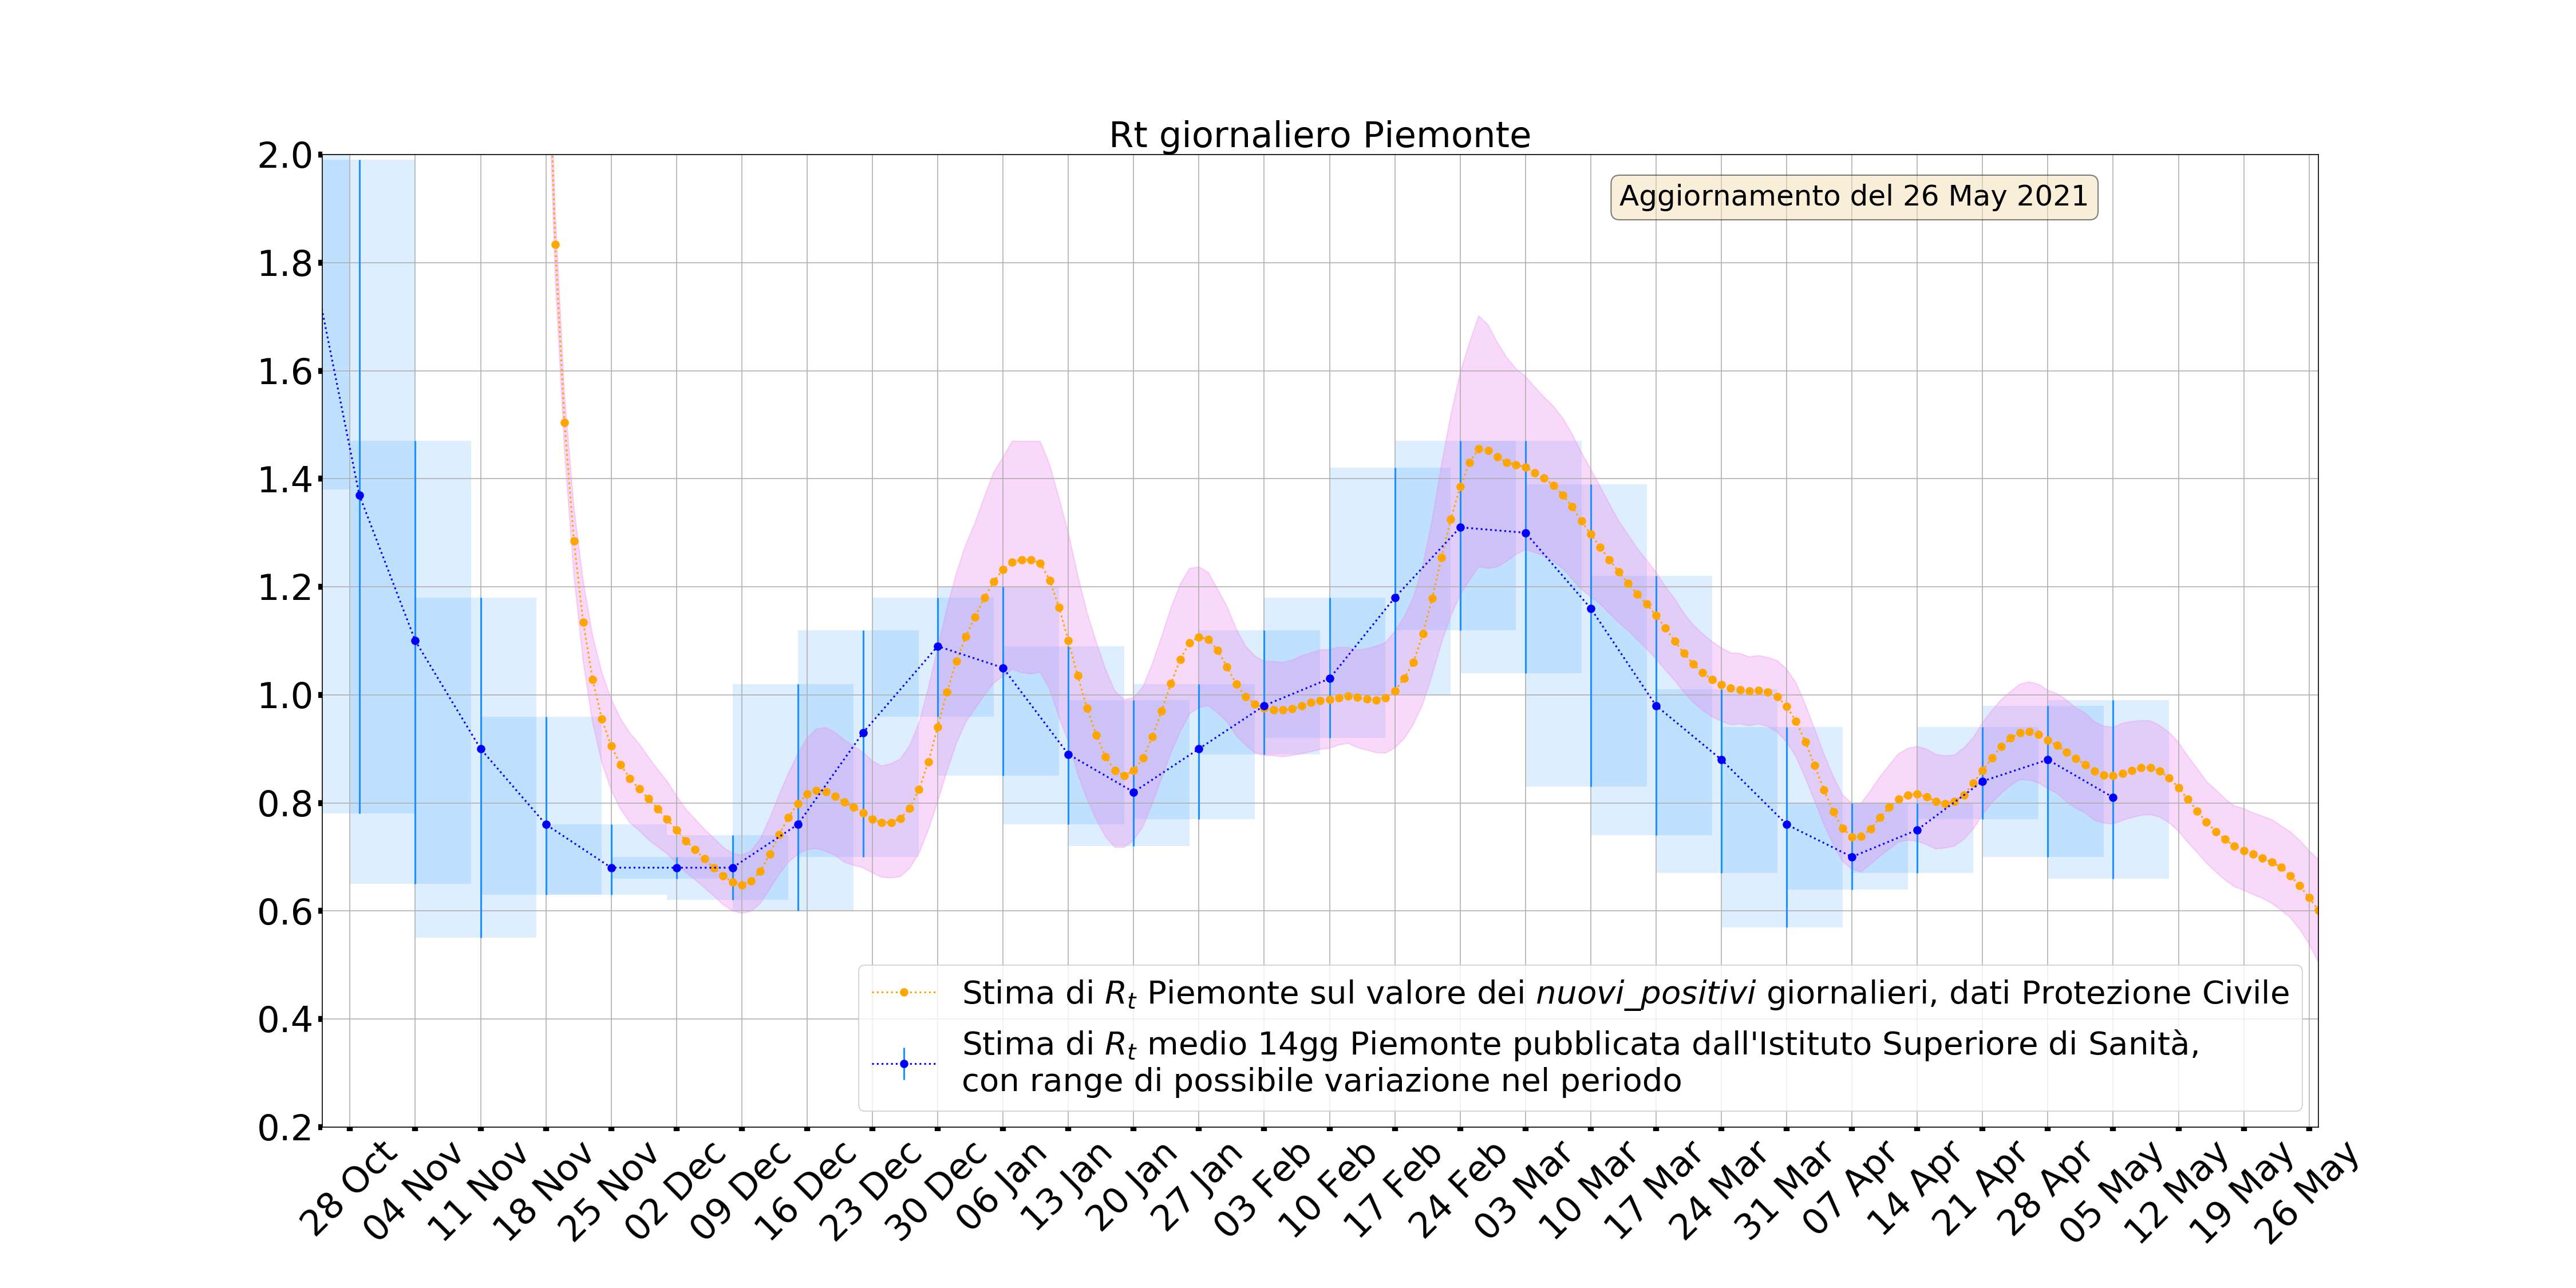 Rt giornaliero Piemonte
Aggiornamento del 26 May 2021
2.0
1.8
1.6
1.4
1.2
1.0
0.8
0.6
0.4
0.2
Stima di Rt Piemonte sul valore dei nuovi_positivi giornalieri, dati Protezione Civile
Stima di Rt medio 14gg Piemonte pubblicata dall'Istituto Superiore di Sanità,
con range di possibile variazione nel periodo
28 Oct
04 Nov
11 Nov
18 Nov
25 Nov
02 Dec
09 Dec
16 Dec
23 Dec
30 Dec
06 Jan
13 Jan
20 Jan
27 Jan
03 Feb
10 Feb
17 Feb
24 Feb
03 Mar
10 Mar
17 Mar
24 Mar
31 Mar
07 Apr
14 Apr
21 Apr
28 Apr
05 May
12 May
19 May
26 May